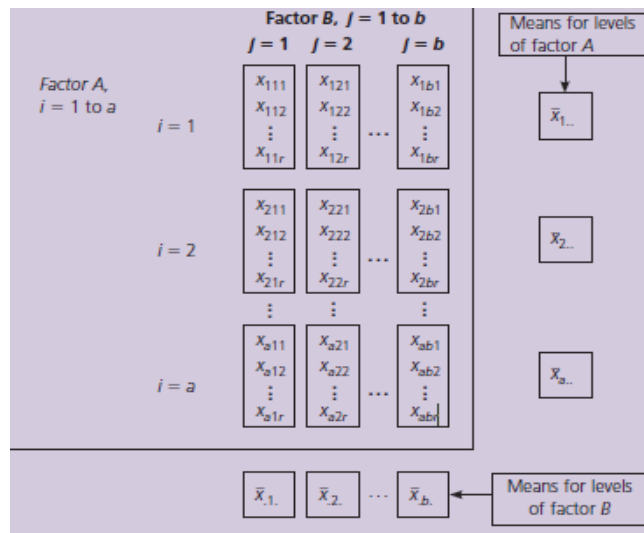 Factor B, j = 1 to b
j = 1 j = 2 j = b
Means for levels
of factor A
Factor A,
i = 1 to a
i = 1
x₁₁₁ x₁₂₁ x₁b₁
x₁₁₂ x₁₂₂ x₁b₂
⋮ ⋮ ... ⋮
x₁₁r x₁₂r x₁br
x̄₁..
i = 2
x₂₁₁ x₂₂₁ x₂b₁
x₂₁₂ x₂₂₂ x₂b₂
⋮ ⋮ ... ⋮
x₂₁r x₂₂r x₂br
x̄₂..
⋮ ⋮ ⋮
i = a
xa₁₁ xa₂₁ xab₁
xa₁₂ xa₂₂ xab₂
⋮ ⋮ ... ⋮
xa₁r xa₂r xabr
x̄a..
x̄.₁. x̄.₂. ... x̄.b.
Means for levels
of factor B